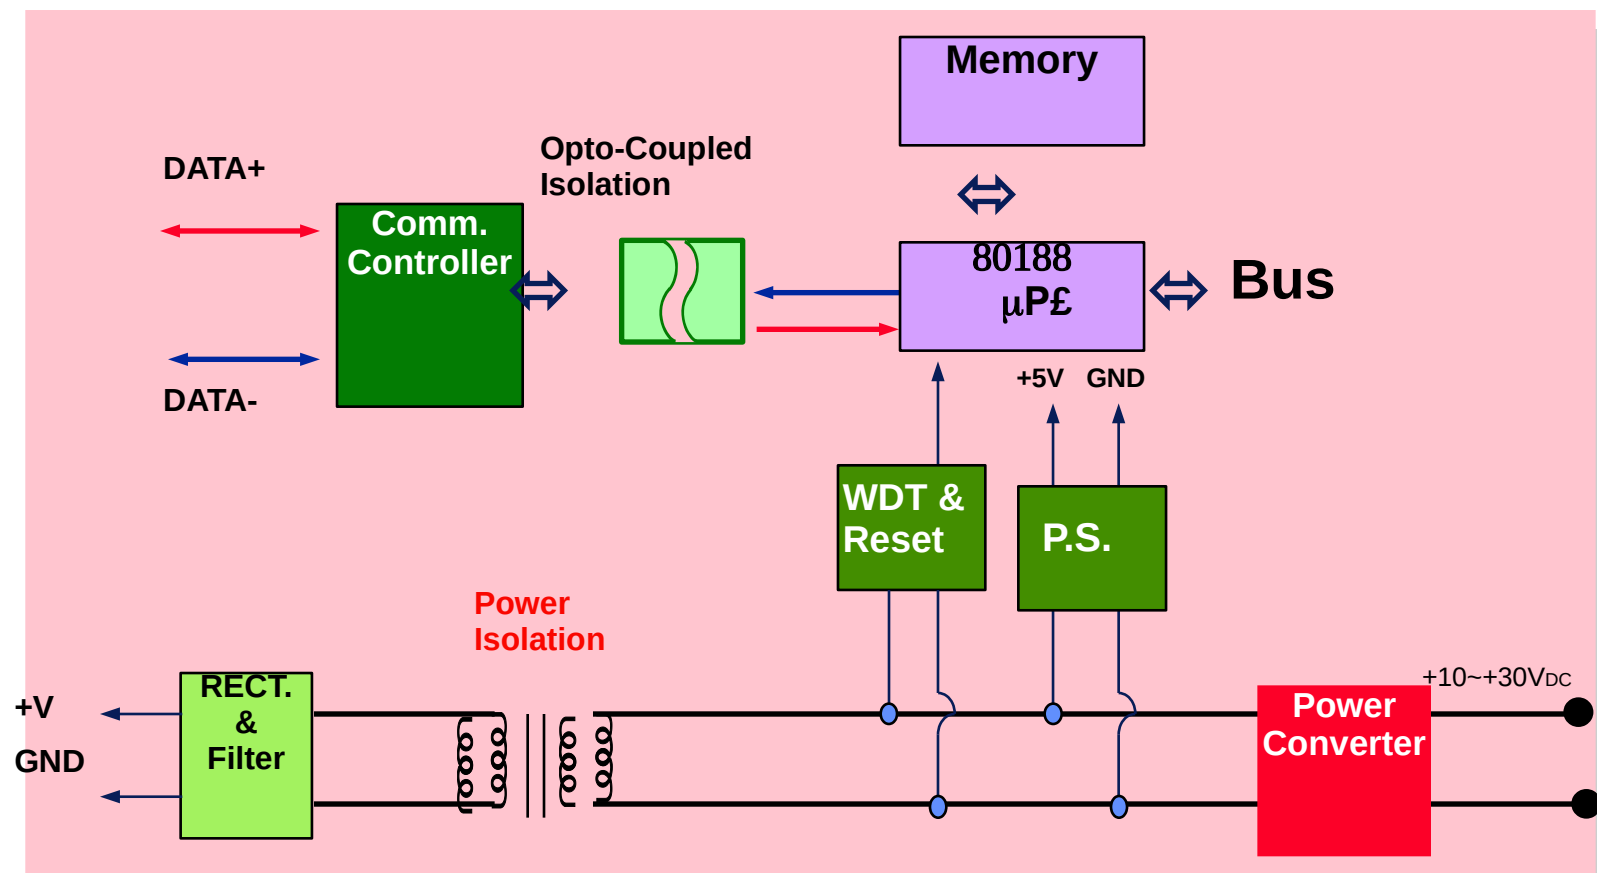 Memory
Opto-Coupled
Isolation
DATA+
Comm.
Controller
80188
μP£
Bus
DATA-
+5V GND
WDT &
Reset
P.S.
Power
Isolation
+10~+30VDC
RECT.
&
Filter
+V
GND
Power
Converter